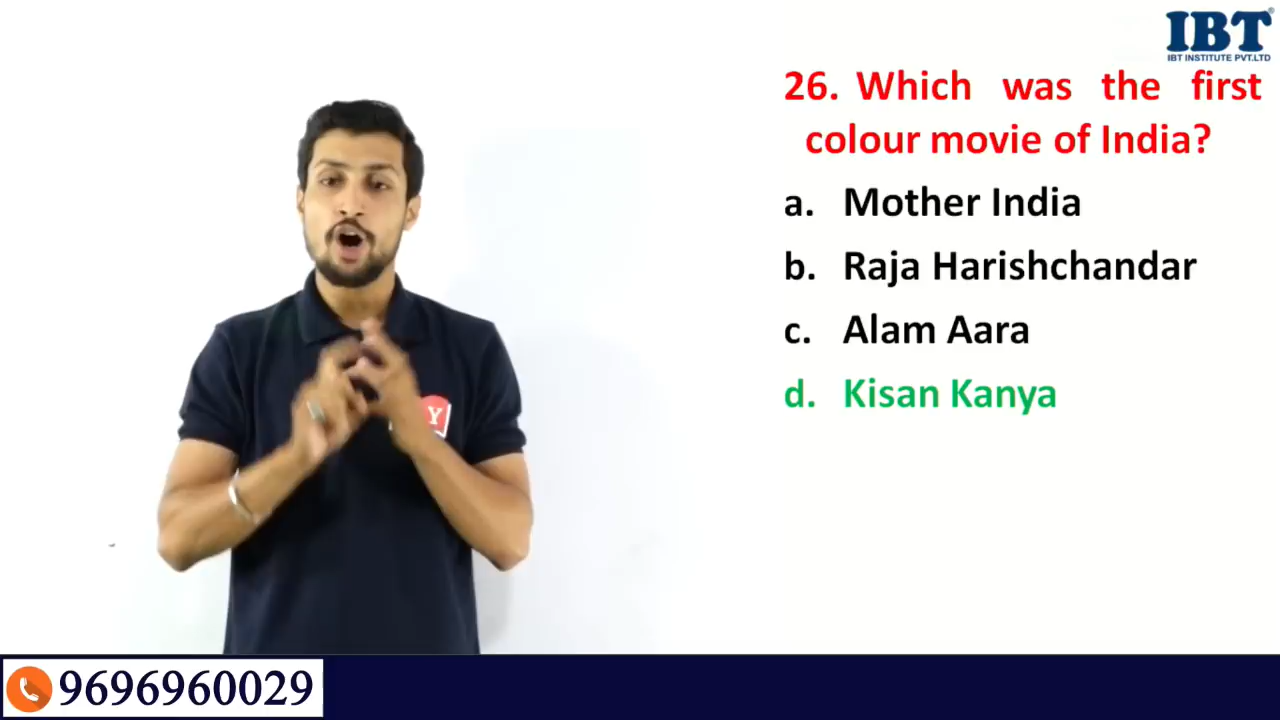 IBT
IBT INSTITUTE PVT.LTD
26. Which was the first
colour movie of India?
a. Mother India
b. Raja Harishchandar
c. Alam Aara
d. Kisan Kanya
Y
9696960029